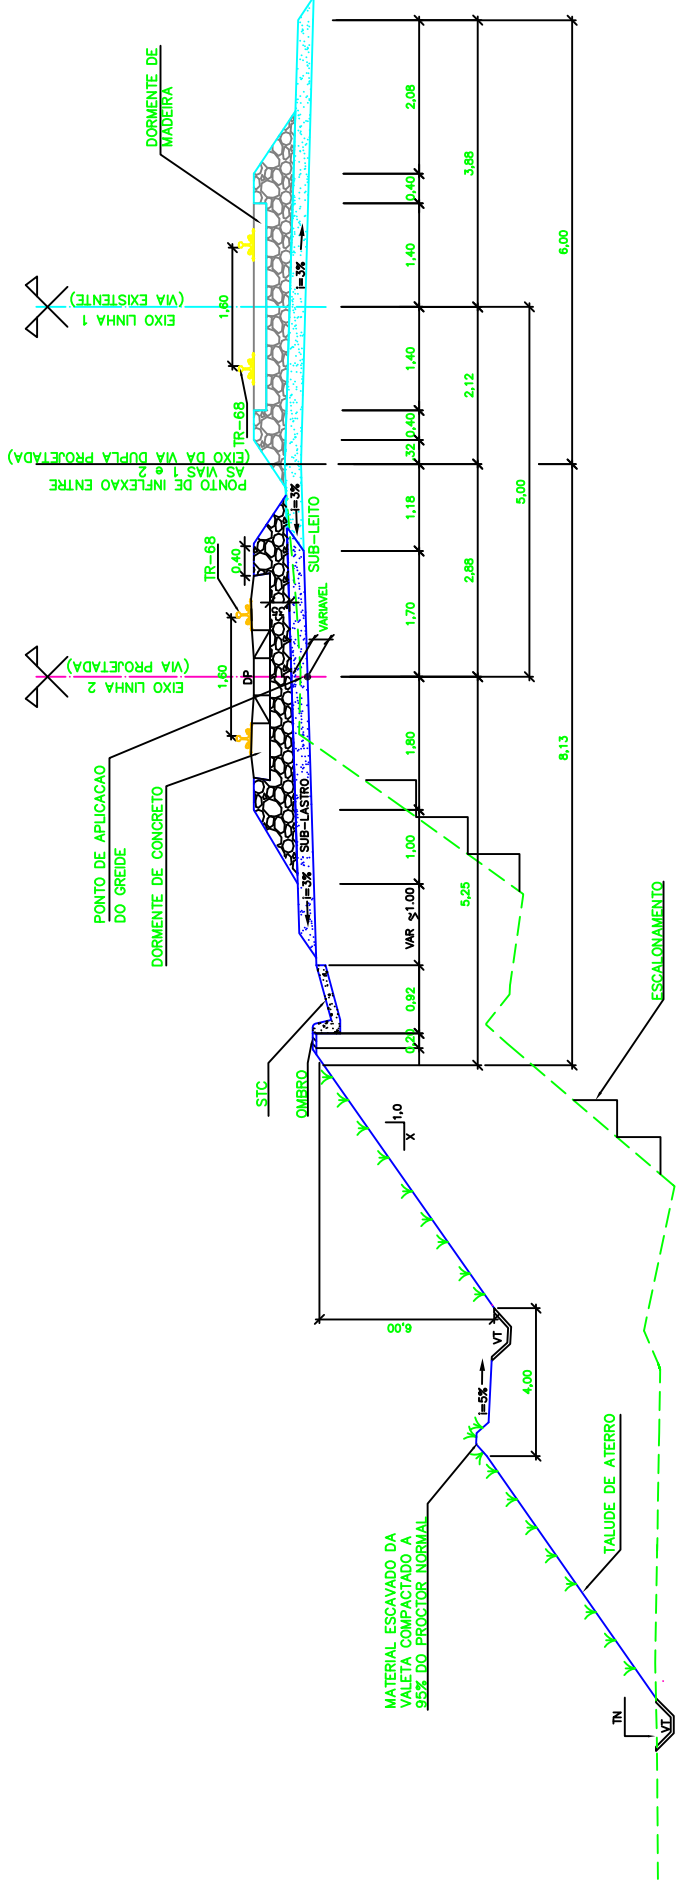 DORMENTE DE
MADEIRA
EIXO LINHA 1
(VIA EXISTENTE)
1,60
TR-68
i=3%
PONTO DE INFLEXAO ENTRE
AS VIAS 1 e 2
(EIXO DA VIA DUPLA PROJETADA)
i=3%
SUB-LEITO
TR-68
0,40
VARIAVEL
EIXO LINHA 2
(VIA PROJETADA)
1,60
DP
PONTO DE APLICACAO
DO GREIDE
DORMENTE DE CONCRETO
SUB-LASTRO
i=3%
STC
OMBRO
2,08
0,40
1,40
1,40
0,40
,32
1,18
1,70
1,80
1,00
VAR ≥1.00
0,92
0,20
3,88
2,12
2,88
5,25
5,00
6,00
8,13
ESCALONAMENTO
1,0
X
6,00
VT
i=5%
4,00
MATERIAL ESCAVADO DA
VALETA COMPACTADO A
95% DO PROCTOR NORMAL
TALUDE DE ATERRO
TN
VT